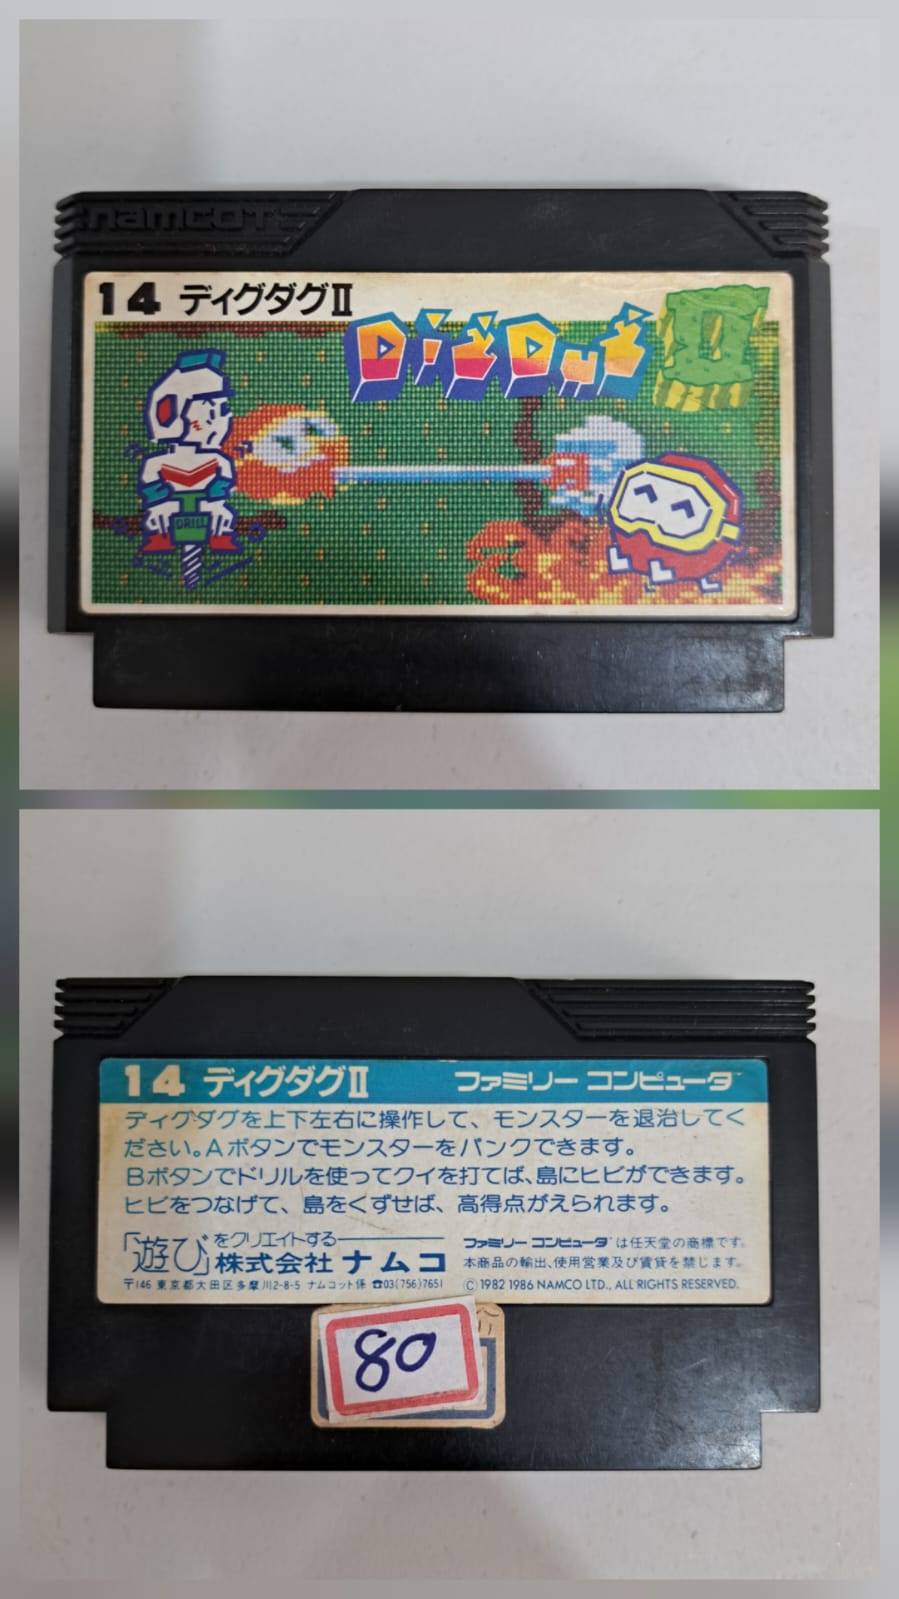 namcot
14 ディグダグⅡ
DIG DUG Ⅱ
DRILL
14 ディグダグⅡ ファミリー コンピュータ™
ディグダグを上下左右に操作して、モンスターを退治してく
ださい。Aボタンでモンスターをパンクできます。
Bボタンでドリルを使ってクイを打てば、島にヒビができます。
ヒビをつなげて、島をくずせば、高得点がえられます。
「遊び」をクリエイトする
株式会社 ナムコ
〒146 東京都大田区多摩川2-8-5 ナムコット係 ☎03(756)7651
ファミリー コンピュータ™は任天堂の商標です。
本商品の輸出、使用営業及び賃貸を禁じます。
Ⓒ1982 1986 NAMCO LTD., ALL RIGHTS RESERVED.
80